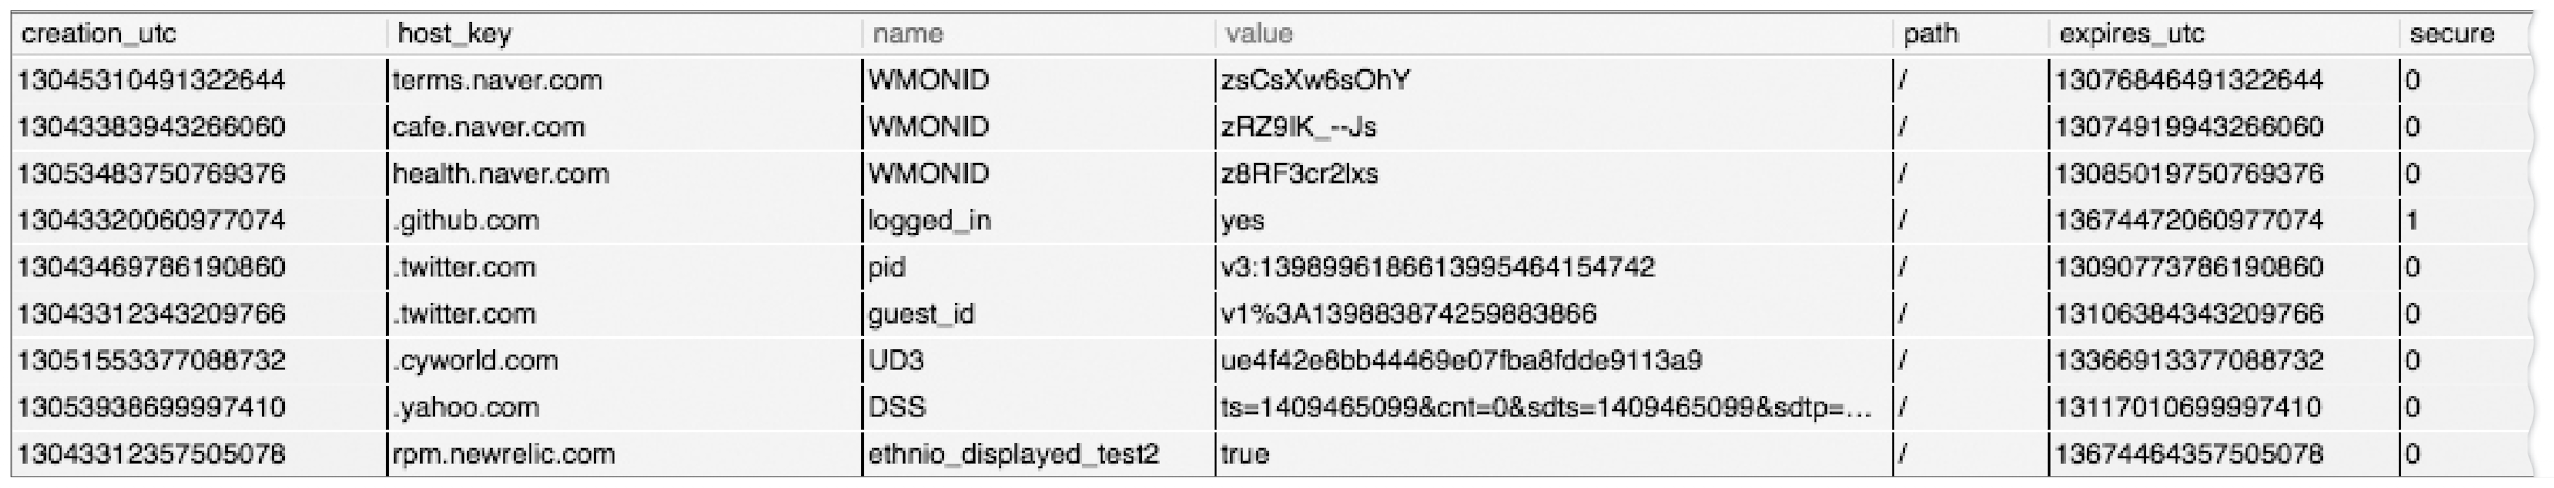 creation_utc host_key name value path expires_utc secure
13045310491322644 terms.naver.com WMONID zsCsXw6sOhY / 13076846491322644 0
13043383943266060 cafe.naver.com WMONID zRZ9IK_--Js / 13074919943266060 0
13053483750769376 health.naver.com WMONID z8RF3cr2lxs / 13085019750769376 0
13043320060977074 .github.com logged_in yes / 13674472060977074 1
13043469786190860 .twitter.com pid v3:1398996186613995464154742 / 13090773786190860 0
13043312343209766 .twitter.com guest_id v1%3A139883874259883866 / 13106384343209766 0
13051553377088732 .cyworld.com UD3 ue4f42e8bb44469e07fba8fdde9113a9 / 13366913377088732 0
13053938699997410 .yahoo.com DSS ts=1409465099&cnt=0&sdts=1409465099&sdtp=... / 13117010699997410 0
13043312357505078 rpm.newrelic.com ethnio_displayed_test2 true / 13674464357505078 0